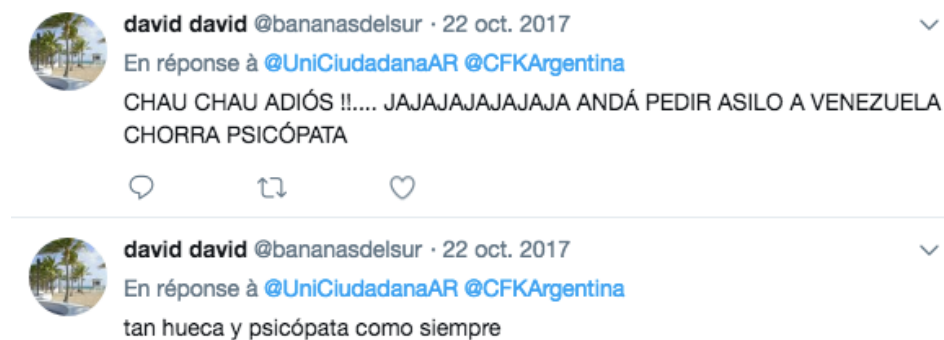 david david @bananasdelsur · 22 oct. 2017
En réponse à @UniCiudadanaAR @CFKArgentina
CHAU CHAU ADIÓS !!.... JAJAJAJAJAJAJA ANDÁ PEDIR ASILO A VENEZUELA
CHORRA PSICÓPATA
david david @bananasdelsur · 22 oct. 2017
En réponse à @UniCiudadanaAR @CFKArgentina
tan hueca y psicópata como siempre